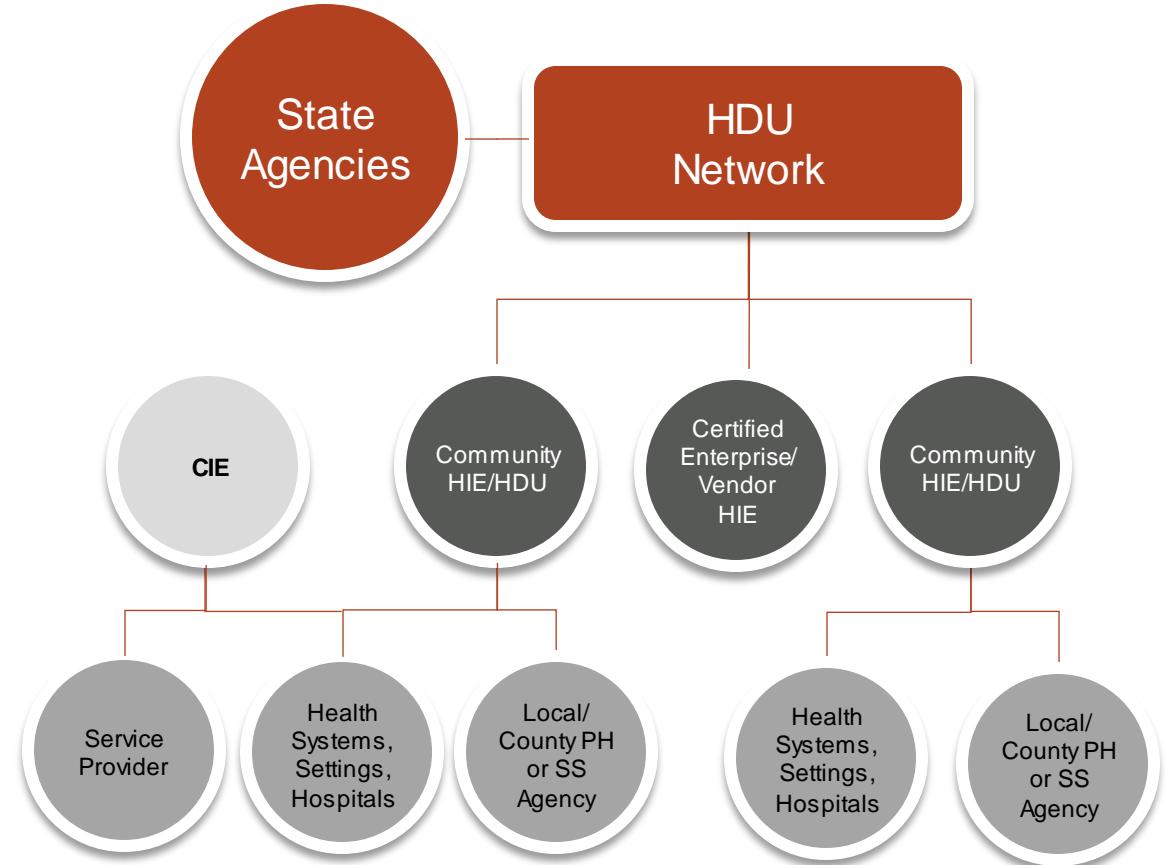 State
Agencies
HDU
Network
CIE
Community
HIE/HDU
Certified
Enterprise/
Vendor
HIE
Community
HIE/HDU
Service
Provider
Health
Systems,
Settings,
Hospitals
Local/
County PH
or SS
Agency
Health
Systems,
Settings,
Hospitals
Local/
County PH
or SS
Agency